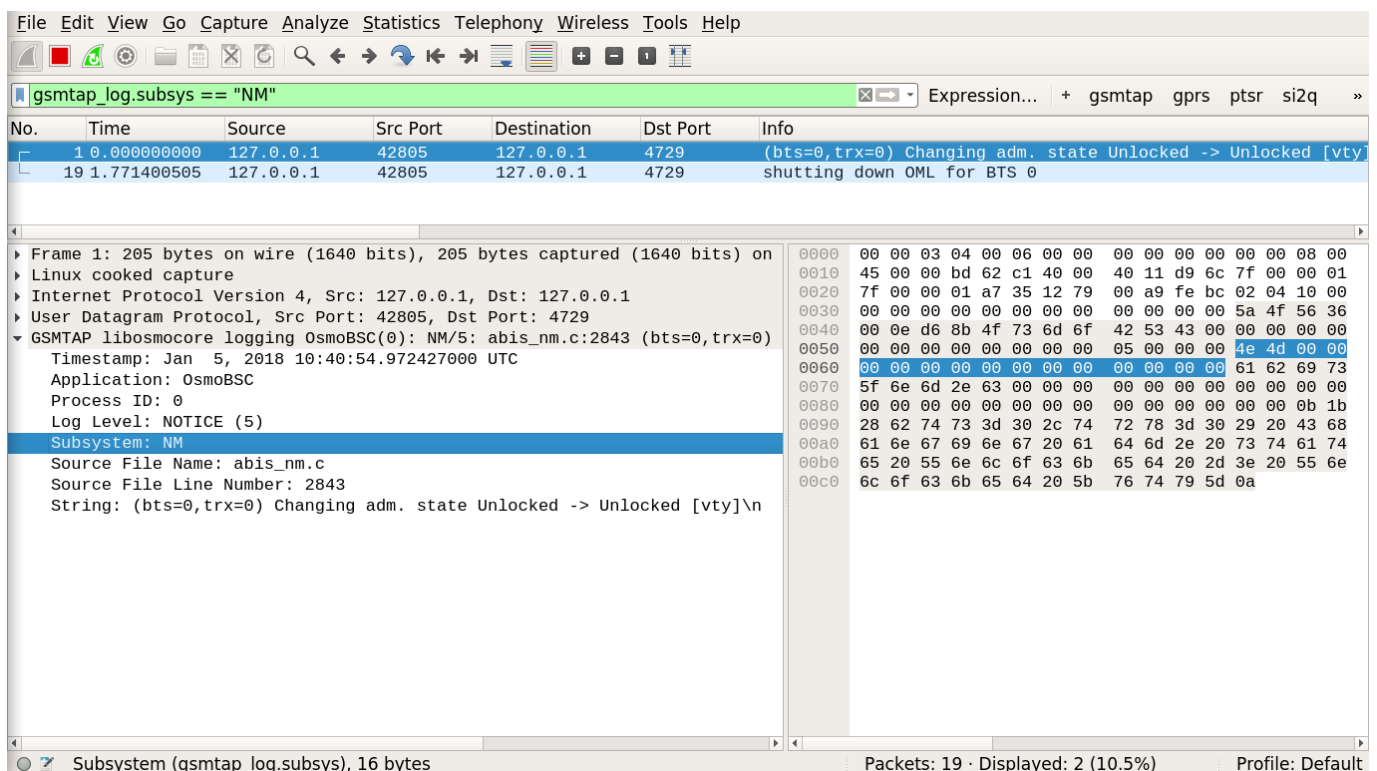 File Edit View Go Capture Analyze Statistics Telephony Wireless Tools Help
gsmtap_log.subsys == "NM" Expression… + gsmtap gprs ptsr si2q »
No. Time Source Src Port Destination Dst Port Info
1 0.000000000 127.0.0.1 42805 127.0.0.1 4729 (bts=0,trx=0) Changing adm. state Unlocked -> Unlocked [vty]
19 1.771400505 127.0.0.1 42805 127.0.0.1 4729 shutting down OML for BTS 0
Frame 1: 205 bytes on wire (1640 bits), 205 bytes captured (1640 bits) on
Linux cooked capture
Internet Protocol Version 4, Src: 127.0.0.1, Dst: 127.0.0.1
User Datagram Protocol, Src Port: 42805, Dst Port: 4729
GSMTAP libosmocore logging OsmoBSC(0): NM/5: abis_nm.c:2843 (bts=0,trx=0)
Timestamp: Jan 5, 2018 10:40:54.972427000 UTC
Application: OsmoBSC
Process ID: 0
Log Level: NOTICE (5)
Subsystem: NM
Source File Name: abis_nm.c
Source File Line Number: 2843
String: (bts=0,trx=0) Changing adm. state Unlocked -> Unlocked [vty]\n
0000 00 00 03 04 00 06 00 00 00 00 00 00 00 00 08 00
0010 45 00 00 bd 62 c1 40 00 40 11 d9 6c 7f 00 00 01
0020 7f 00 00 01 a7 35 12 79 00 a9 fe bc 02 04 10 00
0030 00 00 00 00 00 00 00 00 00 00 00 00 5a 4f 56 36
0040 00 0e d6 8b 4f 73 6d 6f 42 53 43 00 00 00 00 00
0050 00 00 00 00 00 00 00 00 05 00 00 00 4e 4d 00 00
0060 00 00 00 00 00 00 00 00 00 00 00 00 61 62 69 73
0070 5f 6e 6d 2e 63 00 00 00 00 00 00 00 00 00 00 00
0080 00 00 00 00 00 00 00 00 00 00 00 00 00 00 0b 1b
0090 28 62 74 73 3d 30 2c 74 72 78 3d 30 29 20 43 68
00a0 61 6e 67 69 6e 67 20 61 64 6d 2e 20 73 74 61 74
00b0 65 20 55 6e 6c 6f 63 6b 65 64 20 2d 3e 20 55 6e
00c0 6c 6f 63 6b 65 64 20 5b 76 74 79 5d 0a
Subsystem (gsmtap_log.subsys), 16 bytes Packets: 19 · Displayed: 2 (10.5%) Profile: Default